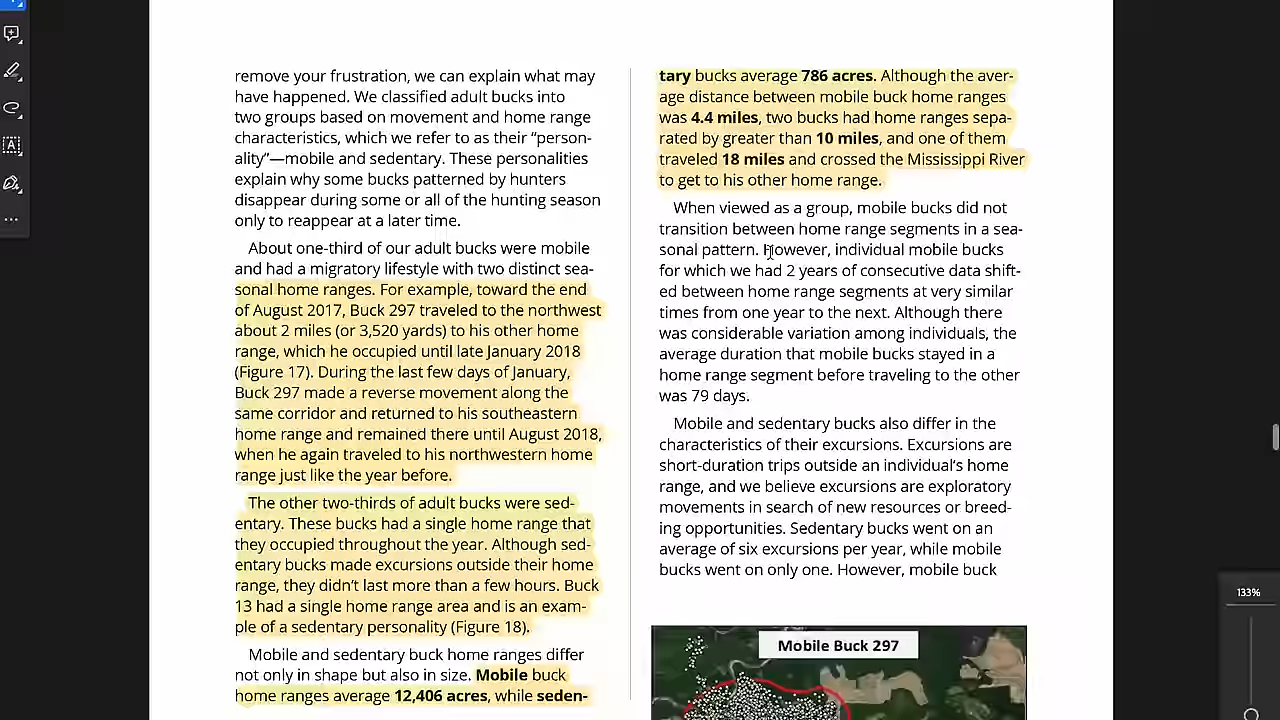 remove your frustration, we can explain what may
have happened. We classified adult bucks into
two groups based on movement and home range
characteristics, which we refer to as their “person-
ality”—mobile and sedentary. These personalities
explain why some bucks patterned by hunters
disappear during some or all of the hunting season
only to reappear at a later time.
About one-third of our adult bucks were mobile
and had a migratory lifestyle with two distinct sea-
sonal home ranges. For example, toward the end
of August 2017, Buck 297 traveled to the northwest
about 2 miles (or 3,520 yards) to his other home
range, which he occupied until late January 2018
(Figure 17). During the last few days of January,
Buck 297 made a reverse movement along the
same corridor and returned to his southeastern
home range and remained there until August 2018,
when he again traveled to his northwestern home
range just like the year before.
The other two-thirds of adult bucks were sed-
entary. These bucks had a single home range that
they occupied throughout the year. Although sed-
entary bucks made excursions outside their home
range, they didn’t last more than a few hours. Buck
13 had a single home range area and is an exam-
ple of a sedentary personality (Figure 18).
Mobile and sedentary buck home ranges differ
not only in shape but also in size. Mobile buck
home ranges average 12,406 acres, while seden-
tary bucks average 786 acres. Although the aver-
age distance between mobile buck home ranges
was 4.4 miles, two bucks had home ranges sepa-
rated by greater than 10 miles, and one of them
traveled 18 miles and crossed the Mississippi River
to get to his other home range.
When viewed as a group, mobile bucks did not
transition between home range segments in a sea-
sonal pattern. However, individual mobile bucks
for which we had 2 years of consecutive data shift-
ed between home range segments at very similar
times from one year to the next. Although there
was considerable variation among individuals, the
average duration that mobile bucks stayed in a
home range segment before traveling to the other
was 79 days.
Mobile and sedentary bucks also differ in the
characteristics of their excursions. Excursions are
short-duration trips outside an individual’s home
range, and we believe excursions are exploratory
movements in search of new resources or breed-
ing opportunities. Sedentary bucks went on an
average of six excursions per year, while mobile
bucks went on only one. However, mobile buck
Mobile Buck 297
133%